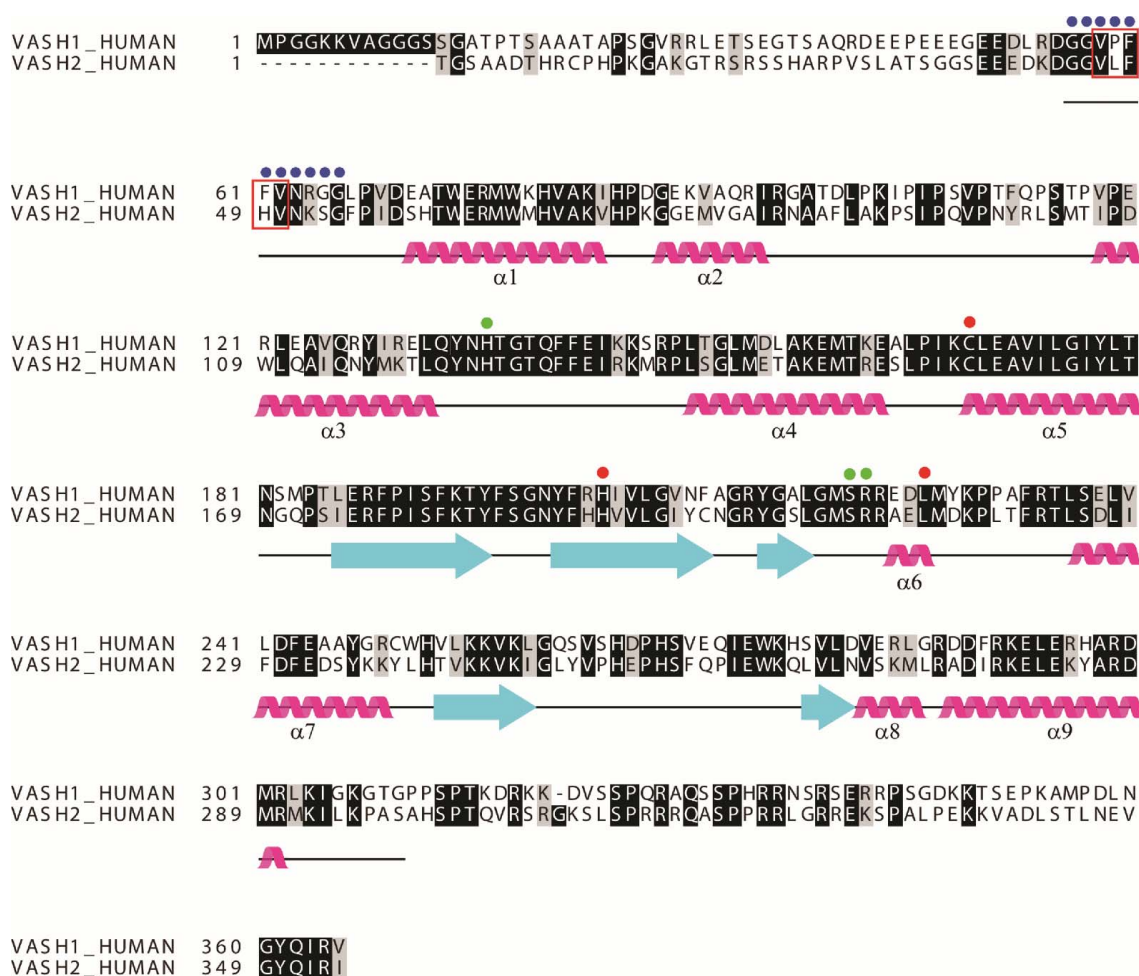 VASH1_HUMAN 1 MPGGKKVAGGGSSGATPTSAAATAPSGVRRLETSEGTSAQRDEEPEEEGEEDLRDGGVPF
VASH2_HUMAN 1 ------------TGSAADTHRCPHPKGAKGTRSRSSHARPVSLATSGGSEEEDKDGGVLF
VASH1_HUMAN 61 FVNRGGLPVDEATWERMWKHVAKIHPDGEKVAQRIRGATDLPKIPIPSVPTFQPSTPVPE
VASH2_HUMAN 49 HVNKSGFPIDSHTWERMWMHVAKVHPKGGEMVGAIRNAAFLAKPSIPQVPNYRLSMTIPD
α1 α2
VASH1_HUMAN 121 RLEAVQRYIRELQYNHTGTQFFEIKKSRPLTGLMDLAKEMTKEALPIKCLEAVILGIYLT
VASH2_HUMAN 109 WLQAIQNYMKTLQYNHTGTQFFEIRKMRPLSGLMETAKEMTRESLPIKCLEAVILGIYLT
α3 α4 α5
VASH1_HUMAN 181 NSMPTLERFPISFKTYFSGNYFRHIVLGVNFAGRYGALGMSRREDLMYKPPAFRTLSELV
VASH2_HUMAN 169 NGQPSIERFPISFKTYFSGNYFHHVVLGIYCNGRYGSLGMSRRAELMDKPLTFRTLSDLI
α6
VASH1_HUMAN 241 LDFEAAYGRCWHVLKKVKLGQSVSHDPHSVEQIEWKHSVLDVERLGRDDFRKELERHARD
VASH2_HUMAN 229 FDFEDSYKKYLHTVKKVKIGLYVPHEPHSFQPIEWKQLVLNVSKMLRADIRKELEKYARD
α7 α8 α9
VASH1_HUMAN 301 MRLKIGKGTGPPSPTKDRKK-DVSSPQRAQSSPHRRNSRSERRPSGDKKTSEPKAMPDLN
VASH2_HUMAN 289 MRMKILKPASAHSPTQVRSRGKSLSPRRRQASPPRRLGRREKSPALPEKKVADLSTLNEV
VASH1_HUMAN 360 GYQIRV
VASH2_HUMAN 349 GYQIRI